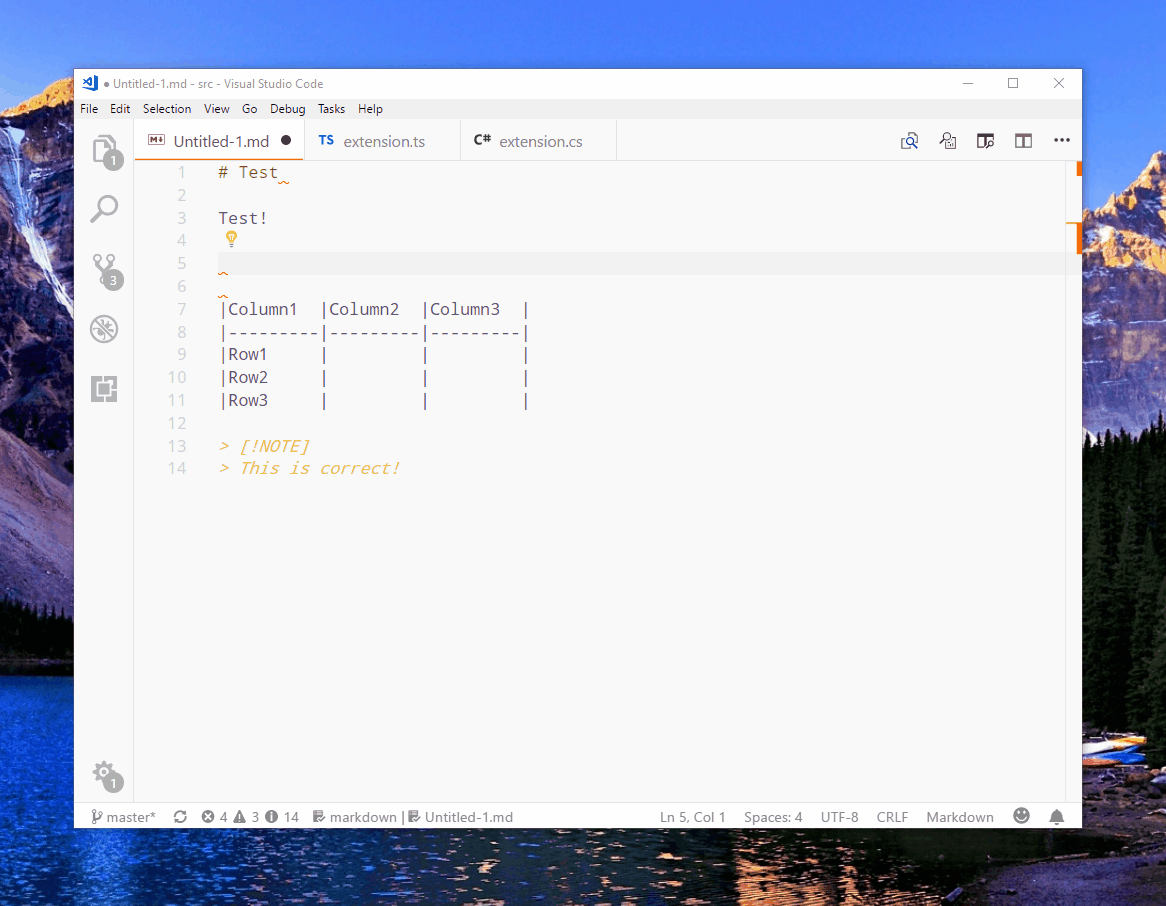 ● Untitled-1.md - src - Visual Studio Code
File Edit Selection View Go Debug Tasks Help
1 Untitled-1.md ● TS extension.ts C# extension.cs
1 # Test
2
3 Test!
4
3
5
6
7 |Column1 |Column2 |Column3 |
8 |---------|---------|---------|
9 |Row1 | | |
10 |Row2 | | |
11 |Row3 | | |
12
13 > [!NOTE]
14 > This is correct!
1
master* 4 3 14 markdown | Untitled-1.md Ln 5, Col 1 Spaces: 4 UTF-8 CRLF Markdown